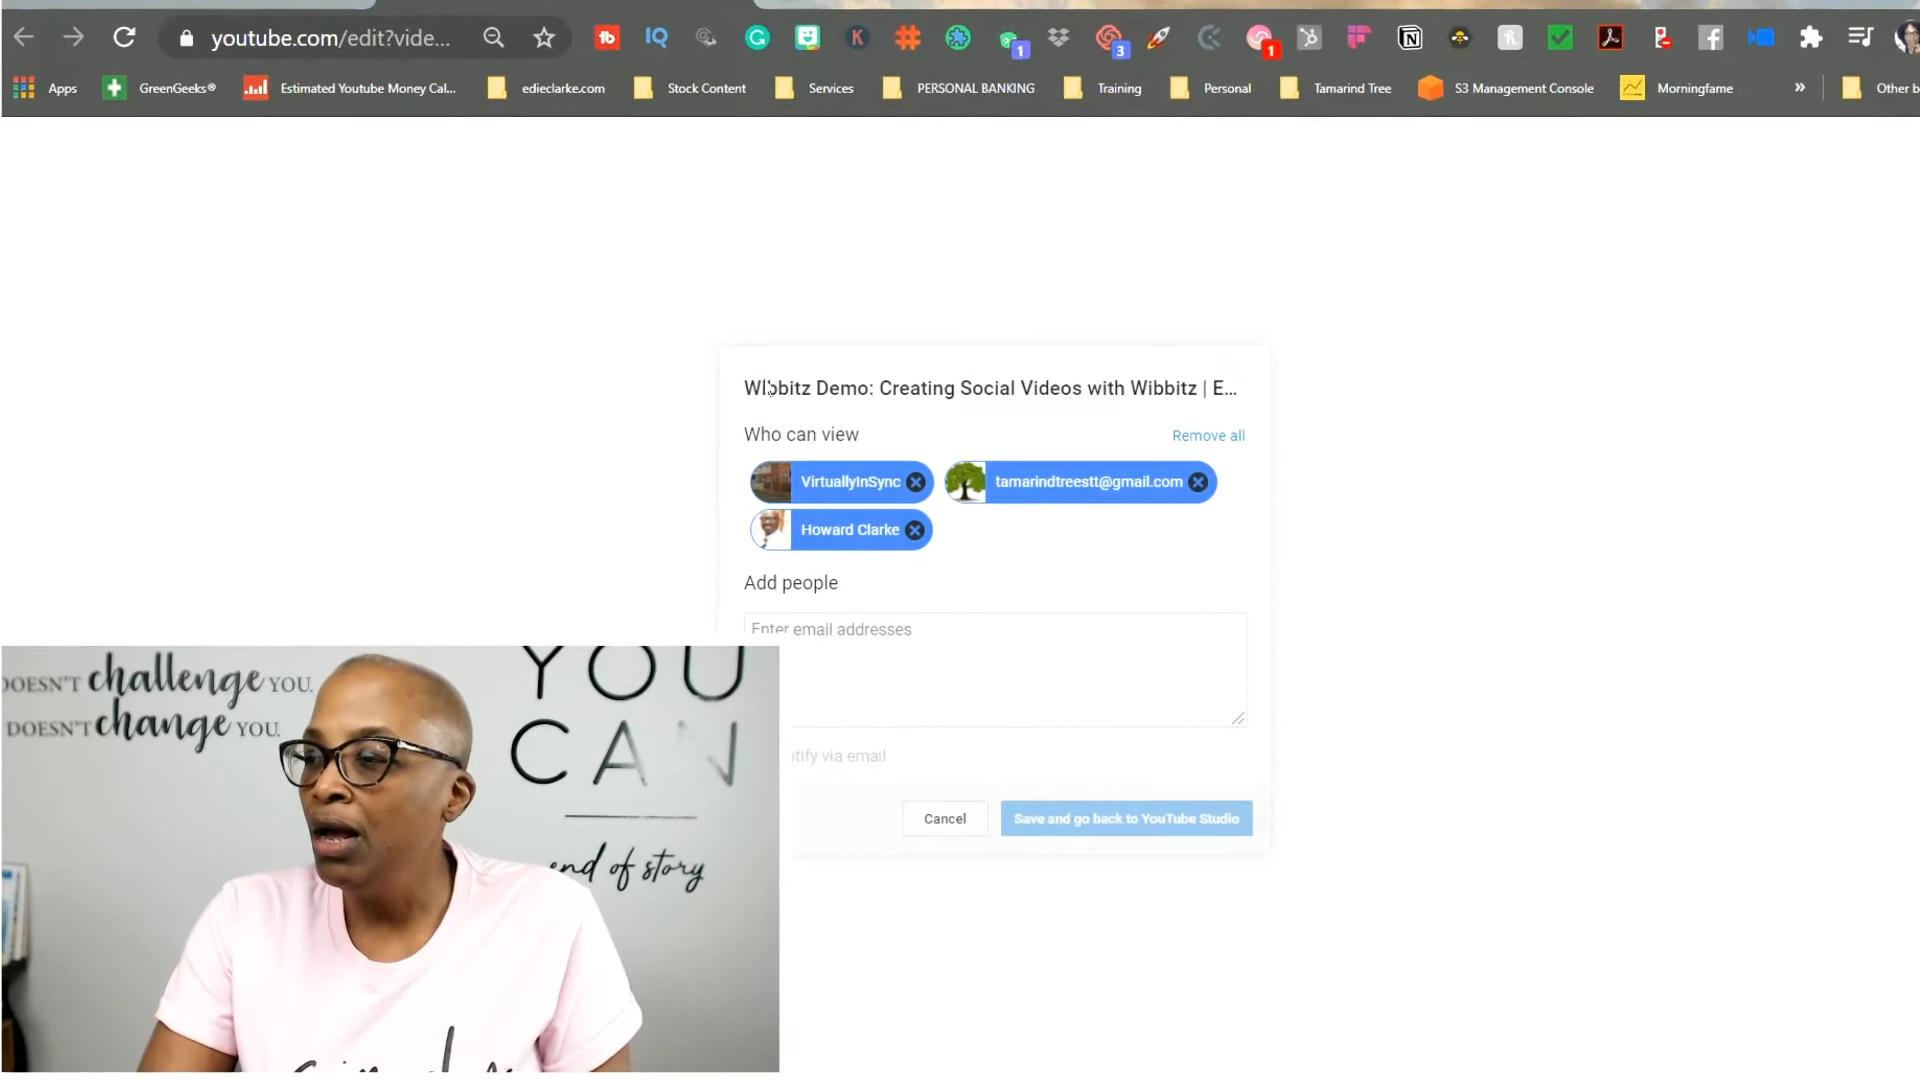 youtube.com/edit?vide...
1
3
1
Apps
GreenGeeks®
Estimated Youtube Money Cal...
edieclarke.com
Stock Content
Services
PERSONAL BANKING
Training
Personal
Tamarind Tree
S3 Management Console
Morningfame
»
Other b
Wibbitz Demo: Creating Social Videos with Wibbitz | E...
Who can view
Remove all
VirtuallyInSync
tamarindtreestt@gmail.com
Howard Clarke
Add people
Enter email addresses
tify via email
Cancel
Save and go back to YouTube Studio
DOESN'T challenge YOU.
DOESN'T change YOU.
YOU
CAN
end of story